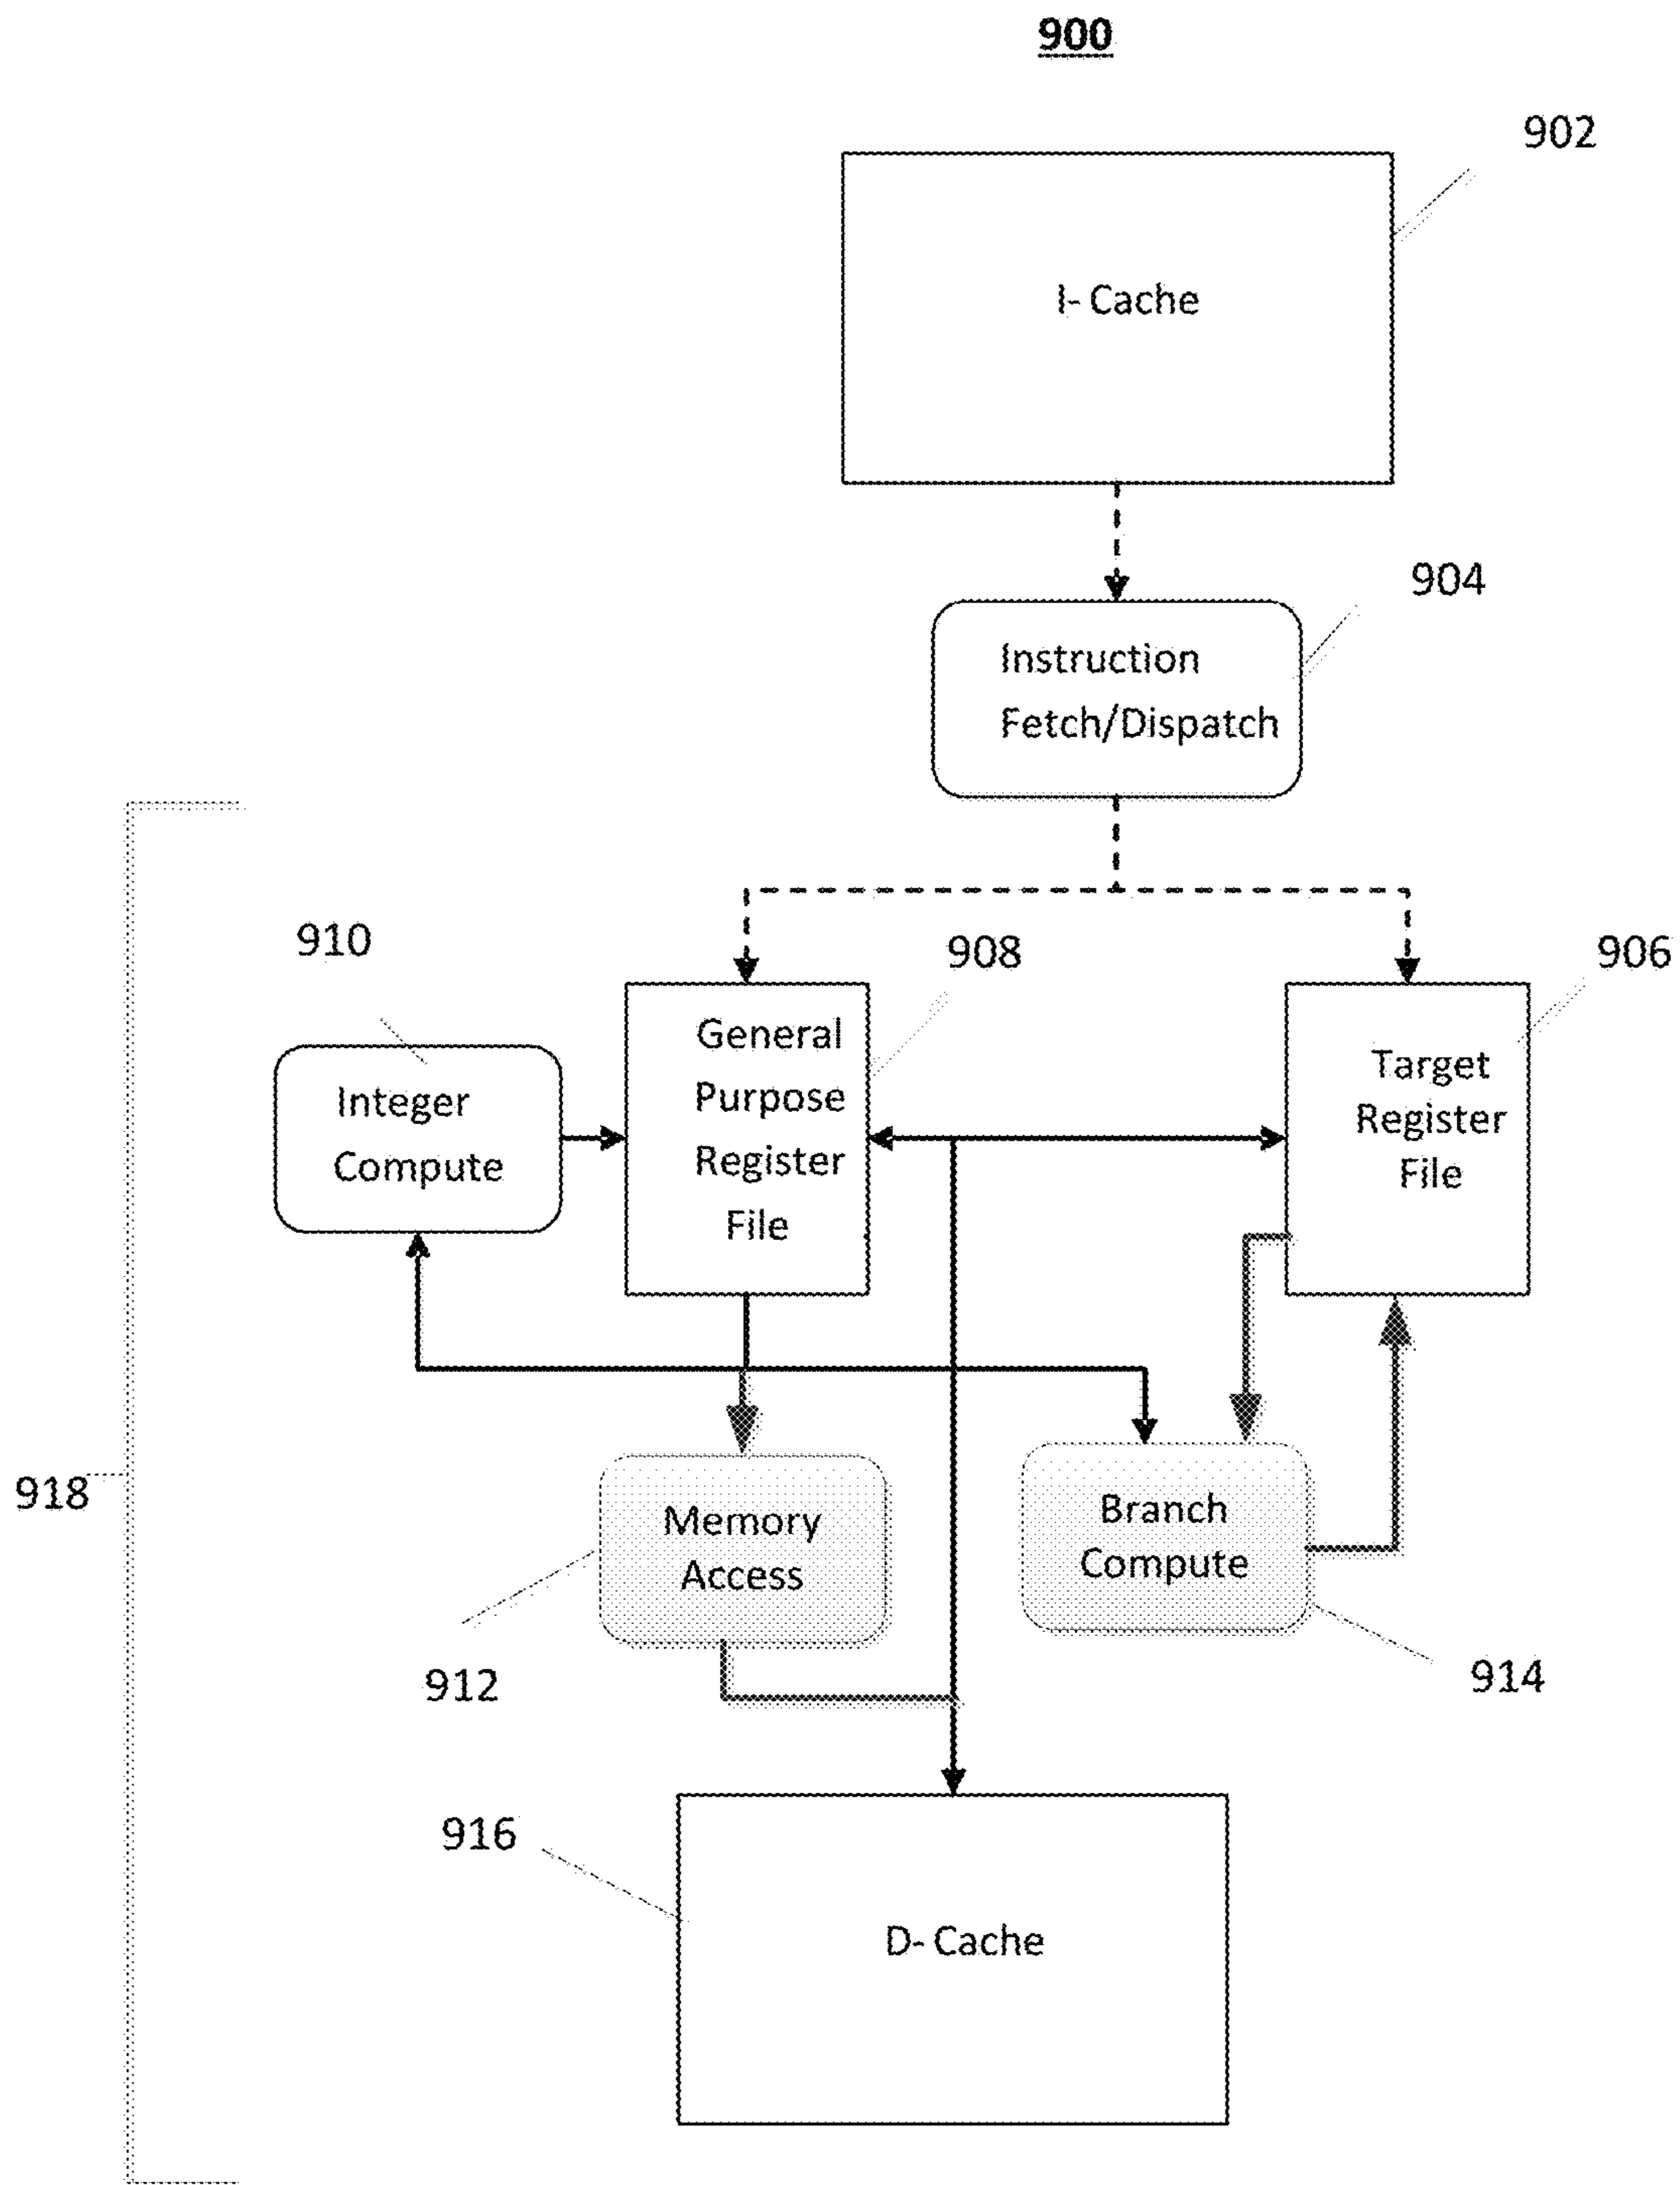 900
902
I- Cache
904
Instruction
Fetch/Dispatch
910
908
906
General
Purpose
Register
File
Target
Register
File
Integer
Compute
918
Memory
Access
Branch
Compute
912
914
916
D- Cache